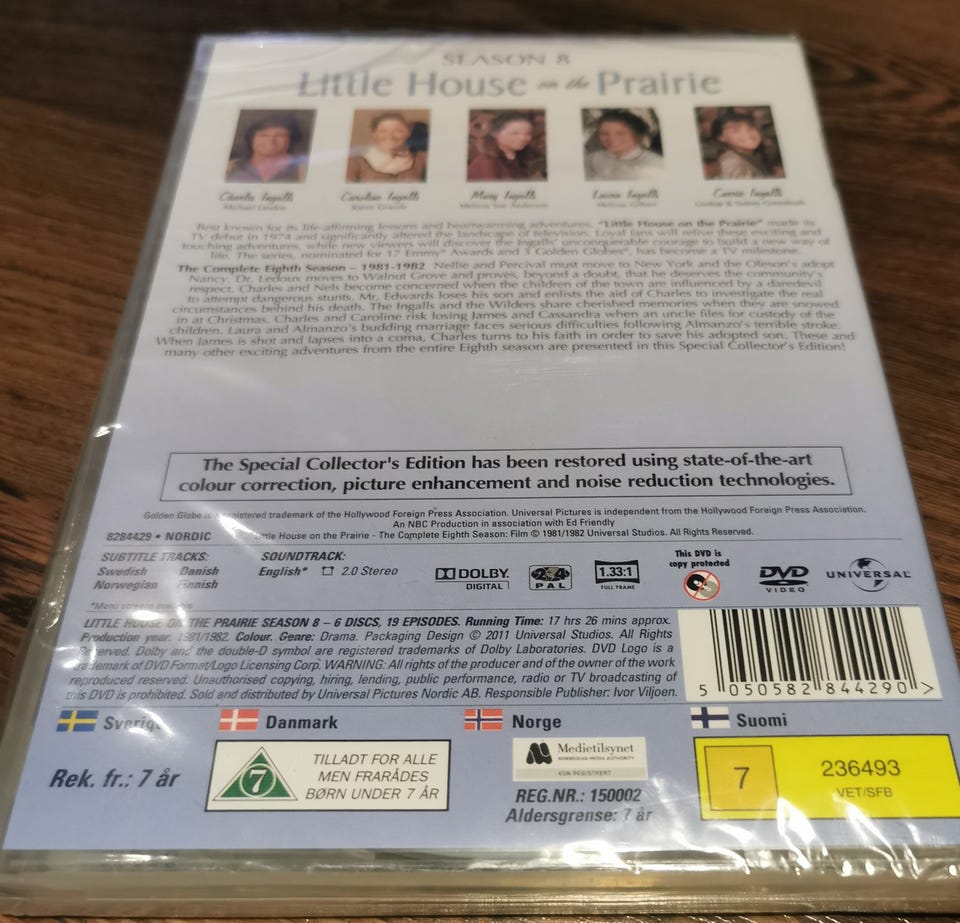 SEASON 8
Little House on the Prairie
Charles Ingalls
Caroline Ingalls
Mary Ingalls
Laura Ingalls
Carrie Ingalls
Michael Landon
Karen Grassle
Melissa Sue Anderson
Melissa Gilbert
Lindsay & Sidney Greenbush
Best known for its life-affirming lessons and heartwarming adventures, "Little House on the Prairie" made its
TV debut in 1974 and significantly altered the landscape of television. Loyal fans will relive these exciting and
touching adventures, while new viewers will discover the Ingalls' unconquerable courage to build a new way of
life. The series, nominated for 17 Emmy® Awards and 3 Golden Globes®, has become a TV milestone.
The Complete Eighth Season – 1981-1982 Nellie and Percival must move to New York and the Oleson's adopt
Nancy. Dr. Ledoux moves to Walnut Grove and proves, beyond a doubt, that he deserves the community's
respect. Charles and Nels become concerned when the children of the town are influenced by a daredevil
to attempt dangerous stunts. Mr. Edwards loses his son and enlists the aid of Charles to investigate the real
circumstances behind his death. The Ingalls and the Wilders share cherished memories when they are snowed
in at Christmas. Charles and Caroline risk losing James and Cassandra when an uncle files for custody of the
children. Laura and Almanzo's budding marriage faces serious difficulties following Almanzo's terrible stroke.
When James is shot and lapses into a coma, Charles turns to his faith in order to save his adopted son. These and
many other exciting adventures from the entire Eighth season are presented in this Special Collector's Edition!
The Special Collector's Edition has been restored using state-of-the-art
colour correction, picture enhancement and noise reduction technologies.
Golden Globe is registered trademark of the Hollywood Foreign Press Association. Universal Pictures is independent from the Hollywood Foreign Press Association.
An NBC Production in association with Ed Friendly
8284429 • NORDIC
Little House on the Prairie - The Complete Eighth Season: Film © 1981/1982 Universal Studios. All Rights Reserved.
SUBTITLE TRACKS:
Swedish Danish
Norwegian Finnish
*Menu screens available
SOUNDTRACK:
English* 2.0 Stereo
DOLBY
DIGITAL
2 4
PAL
1.33:1
FULL FRAME
This DVD is
copy protected
DVD
VIDEO
UNIVERSAL
LITTLE HOUSE ON THE PRAIRIE SEASON 8 – 6 DISCS, 19 EPISODES. Running Time: 17 hrs 26 mins approx.
Production year: 1981/1982. Colour. Genre: Drama. Packaging Design © 2011 Universal Studios. All Rights
Reserved. Dolby and the double-D symbol are registered trademarks of Dolby Laboratories. DVD Logo is a
trademark of DVD Format/Logo Licensing Corp. WARNING: All rights of the producer and of the owner of the work
reproduced reserved. Unauthorised copying, hiring, lending, public performance, radio or TV broadcasting of
this DVD is prohibited. Sold and distributed by Universal Pictures Nordic AB. Responsible Publisher: Ivor Viljoen.
5 050582 844290 >
Sverige
Danmark
Norge
Suomi
Rek. fr.: 7 år
7
TILLADT FOR ALLE
MEN FRARÅDES
BØRN UNDER 7 ÅR
Medietilsynet
NORWEGIAN MEDIA AUTHORITY
KUN REGISTRERT
REG.NR.: 150002
Aldersgrense: 7 år
7
236493
VET/SFB